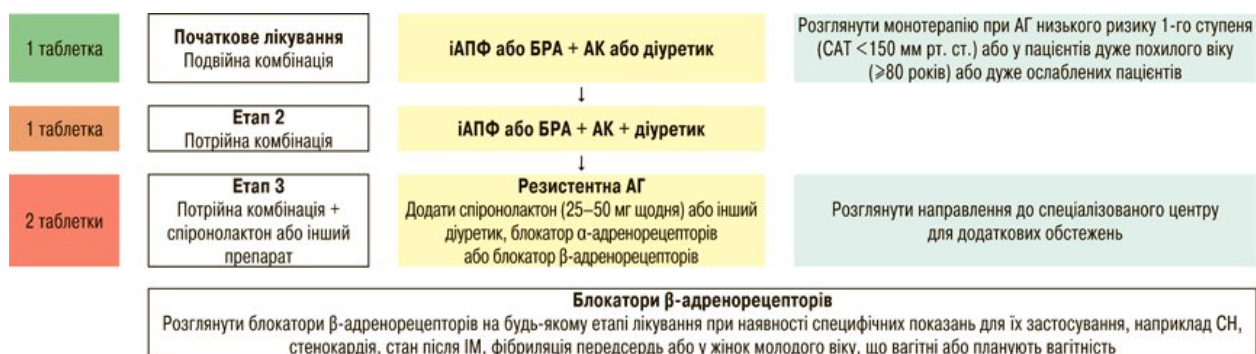 1 таблетка
Початкове лікування
Подвійна комбінація
іАПФ або БРА + АК або діуретик
Розглянути монотерапію при АГ низького ризику 1-го ступеня
(САТ <150 мм рт. ст.) або у пацієнтів дуже похилого віку
(≥80 років) або дуже ослаблених пацієнтів
↓
1 таблетка
Етап 2
Потрійна комбінація
іАПФ або БРА + АК + діуретик
↓
2 таблетки
Етап 3
Потрійна комбінація +
спіронолактон або інший
препарат
Резистентна АГ
Додати спіронолактон (25–50 мг щодня) або інший
діуретик, блокатор α-адренорецепторів
або блокатор β-адренорецепторів
Розглянути направлення до спеціалізованого центру
для додаткових обстежень
Блокатори β-адренорецепторів
Розглянути блокатори β-адренорецепторів на будь-якому етапі лікування при наявності специфічних показань для їх застосування, наприклад СН,
стенокардія, стан після ІМ, фібриляція передсердь або у жінок молодого віку, що вагітні або планують вагітність